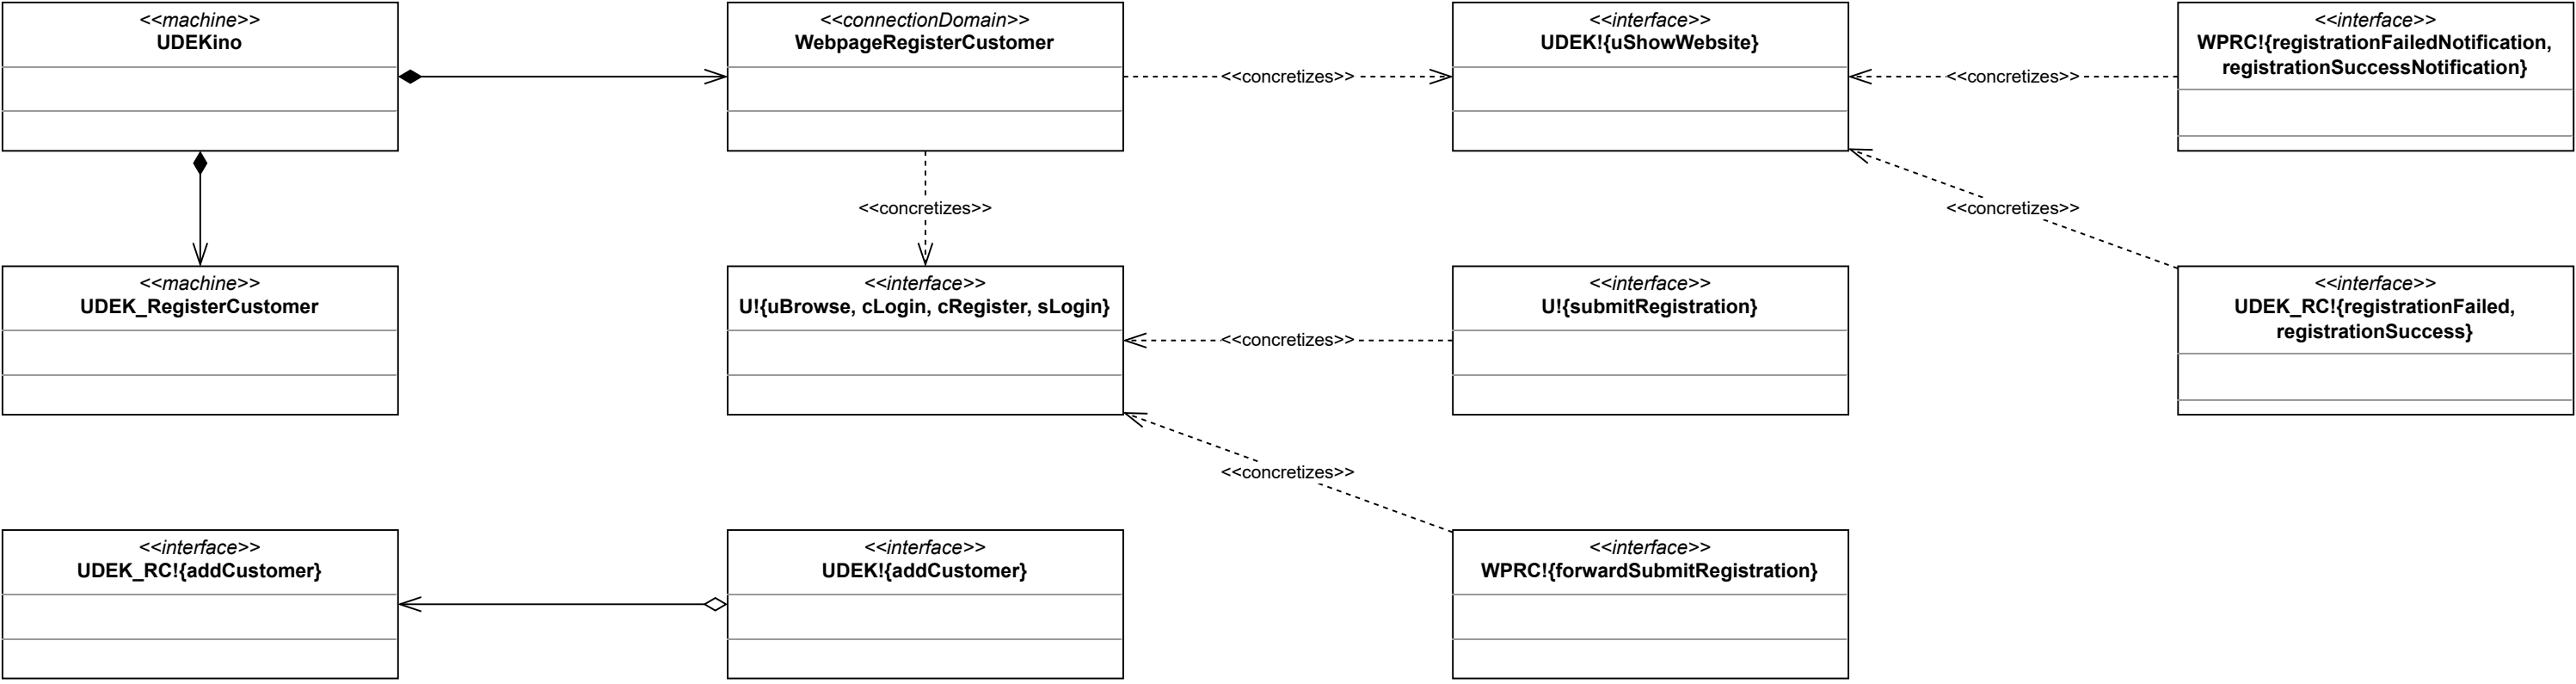 <<machine>>
UDEKino
<<connectionDomain>>
WebpageRegisterCustomer
<<interface>>
UDEK!{uShowWebsite}
<<interface>>
WPRC!{registrationFailedNotification,
registrationSuccessNotification}
<<concretizes>>
<<concretizes>>
<<concretizes>>
<<concretizes>>
<<machine>>
UDEK_RegisterCustomer
<<interface>>
U!{uBrowse, cLogin, cRegister, sLogin}
<<interface>>
U!{submitRegistration}
<<interface>>
UDEK_RC!{registrationFailed,
registrationSuccess}
<<concretizes>>
<<concretizes>>
<<interface>>
UDEK_RC!{addCustomer}
<<interface>>
UDEK!{addCustomer}
<<interface>>
WPRC!{forwardSubmitRegistration}